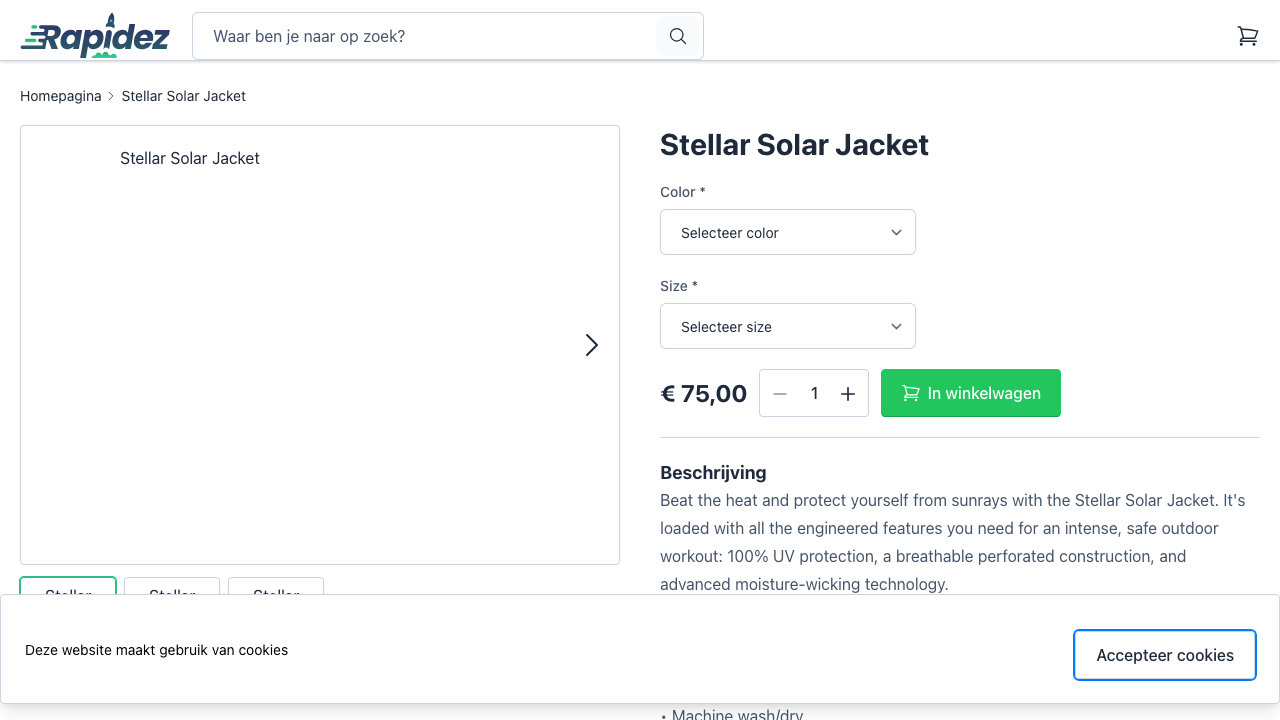 Rapidez
Waar ben je naar op zoek?
Homepagina
Stellar Solar Jacket
Stellar Solar Jacket
Stellar Solar Jacket
Color *
Selecteer color
Size *
Selecteer size
€ 75,00
1
In winkelwagen
Beschrijving
Beat the heat and protect yourself from sunrays with the Stellar Solar Jacket. It's
loaded with all the engineered features you need for an intense, safe outdoor
workout: 100% UV protection, a breathable perforated construction, and
advanced moisture-wicking technology.
Stellar Stellar Stellar
Deze website maakt gebruik van cookies
Accepteer cookies
• Machine wash/dry